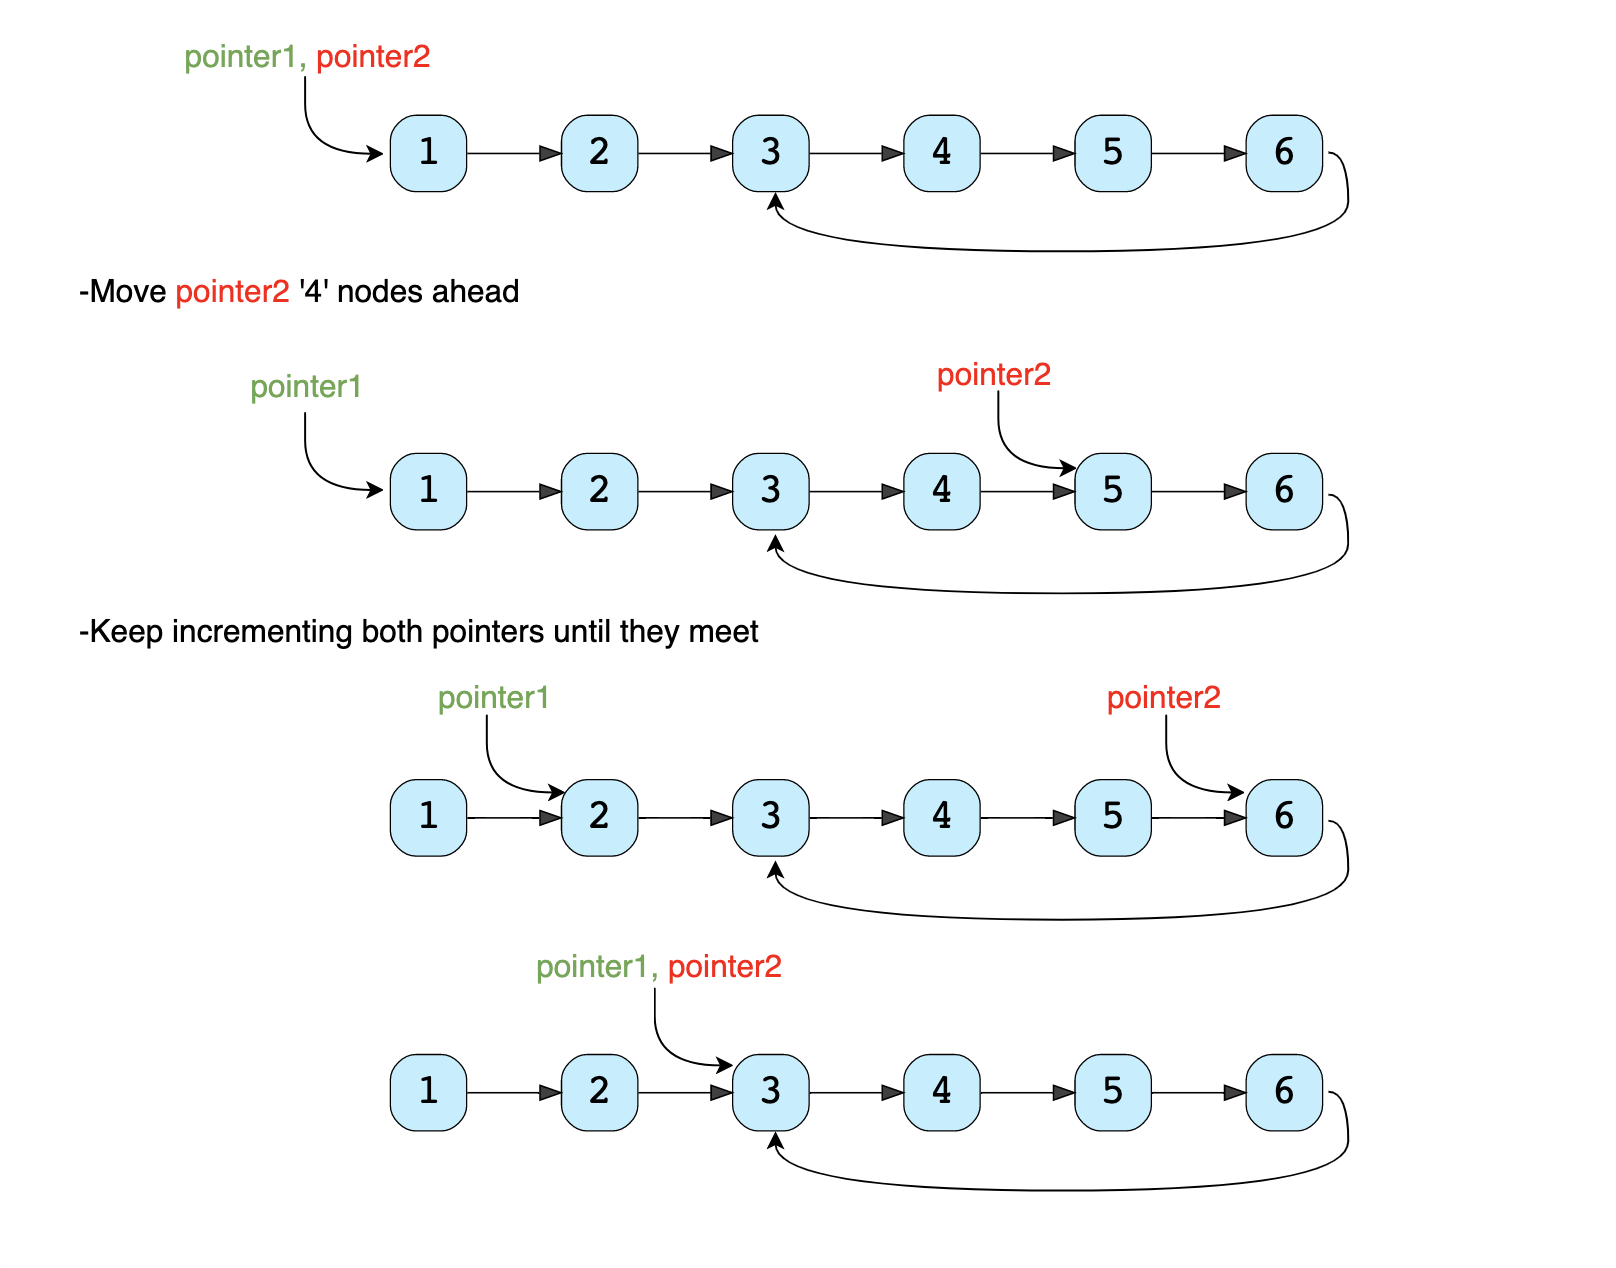 pointer1, pointer2
1 2 3 4 5 6
-Move pointer2 '4' nodes ahead
pointer1 pointer2
1 2 3 4 5 6
-Keep incrementing both pointers until they meet
pointer1 pointer2
1 2 3 4 5 6
pointer1, pointer2
1 2 3 4 5 6